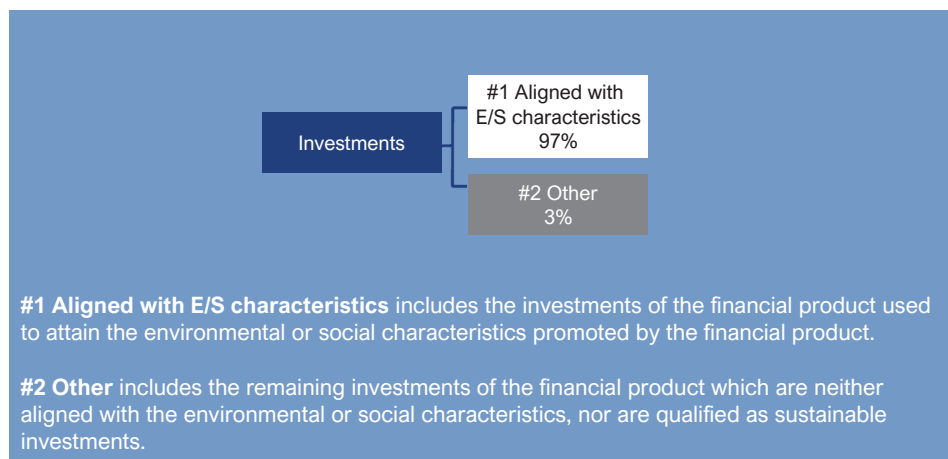 #1 Aligned with
E/S characteristics
97%
Investments
#2 Other
3%
#1 Aligned with E/S characteristics includes the investments of the financial product used
to attain the environmental or social characteristics promoted by the financial product.
#2 Other includes the remaining investments of the financial product which are neither
aligned with the environmental or social characteristics, nor are qualified as sustainable
investments.